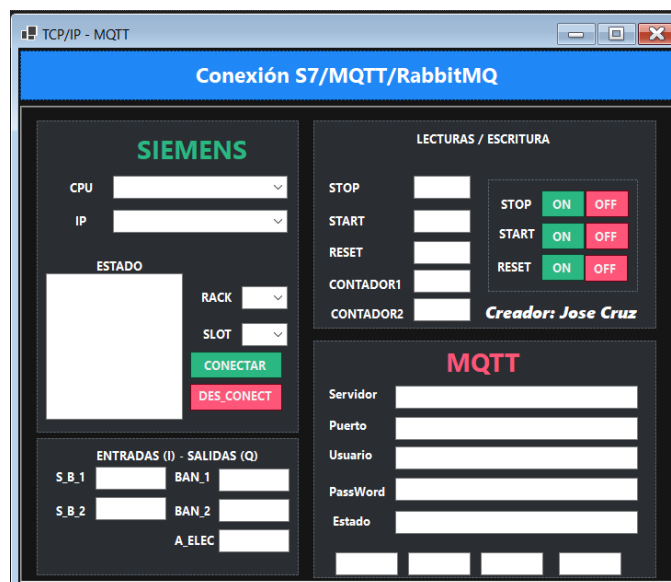 TCP/IP - MQTT
Conexión S7/MQTT/RabbitMQ
SIEMENS
CPU
IP
ESTADO
RACK
SLOT
CONECTAR
DES_CONECT
LECTURAS / ESCRITURA
STOP
START
RESET
CONTADOR1
CONTADOR2
STOP ON OFF
START ON OFF
RESET ON OFF
Creador: Jose Cruz
ENTRADAS (I) - SALIDAS (Q)
S_B_1 BAN_1
S_B_2 BAN_2
A_ELEC
MQTT
Servidor
Puerto
Usuario
PassWord
Estado